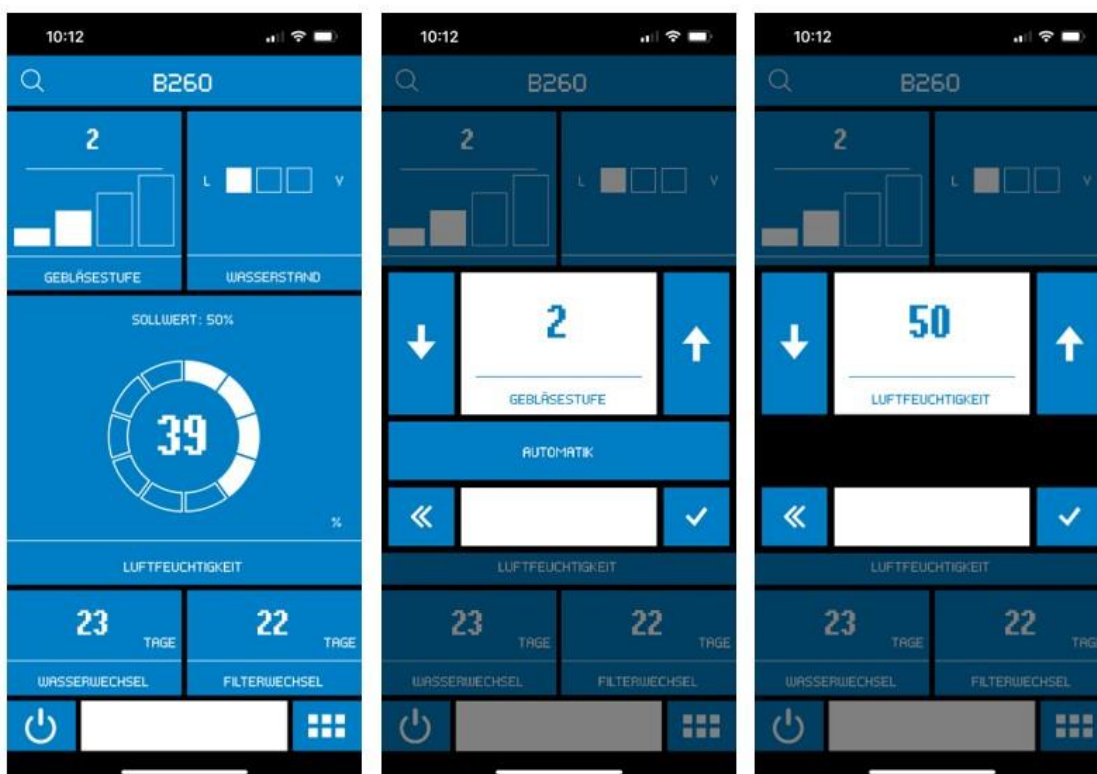 10:12
B260
2
L
V
GEBLÄSESTUFE
WASSERSTAND
SOLLWERT: 50%
39
%
LUFTFEUCHTIGKEIT
23
TAGE
22
TAGE
WASSERWECHSEL
FILTERWECHSEL
10:12
B260
2
L
V
2
GEBLÄSESTUFE
AUTOMATIK
LUFTFEUCHTIGKEIT
23
TAGE
22
TAGE
WASSERWECHSEL
FILTERWECHSEL
10:12
B260
2
L
V
50
LUFTFEUCHTIGKEIT
LUFTFEUCHTIGKEIT
23
TAGE
22
TAG
WASSERWECHSEL
FILTERWECHSEL